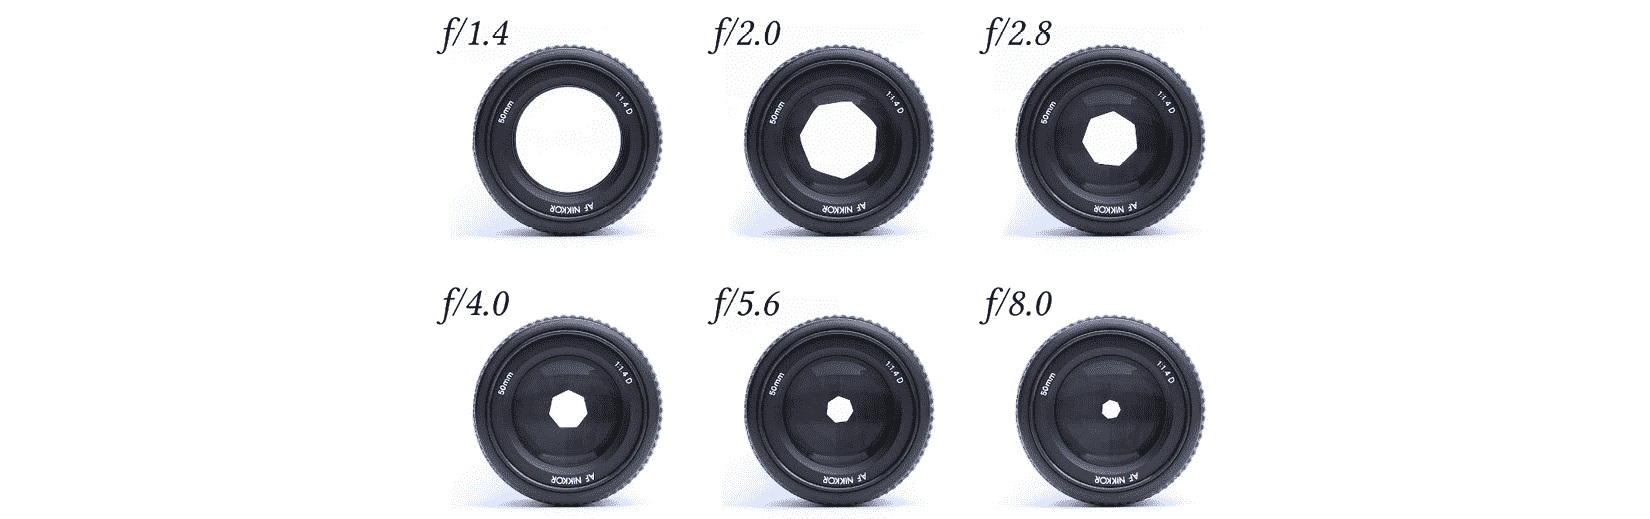 f/1.4
50mm
1:1.4 D
AF NIKKOR
f/2.0
50mm
1:1.4 D
AF NIKKOR
f/2.8
50mm
1:1.4 D
AF NIKKOR
f/4.0
50mm
1:1.4 D
AF NIKKOR
f/5.6
50mm
1:1.4 D
AF NIKKOR
f/8.0
50mm
1:1.4 D
AF NIKKOR